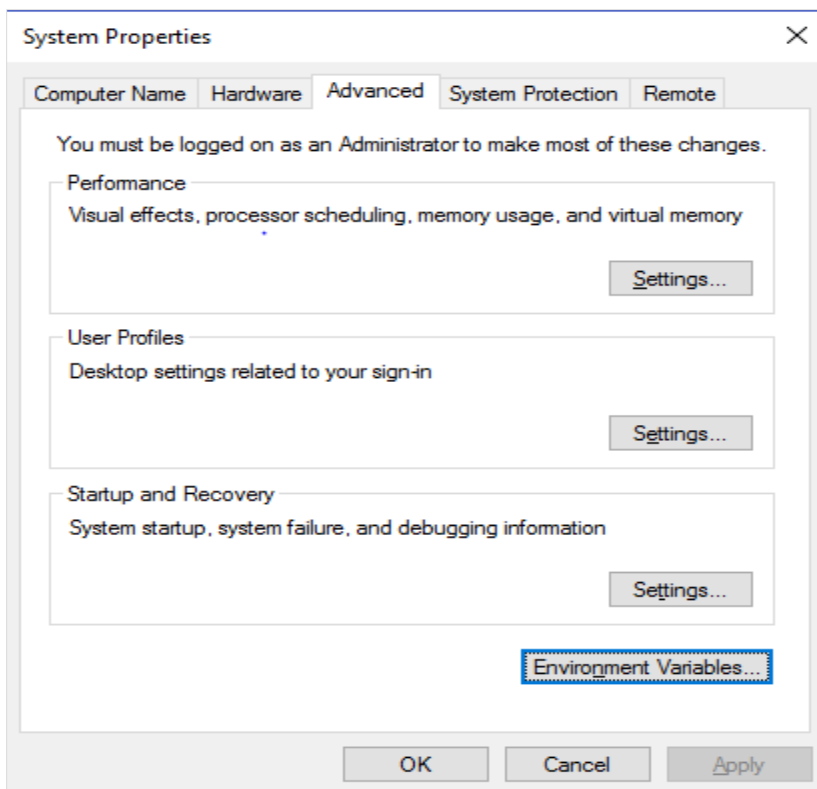 System Properties
Computer Name Hardware Advanced System Protection Remote
You must be logged on as an Administrator to make most of these changes.
Performance
Visual effects, processor scheduling, memory usage, and virtual memory
Settings...
User Profiles
Desktop settings related to your sign-in
Settings...
Startup and Recovery
System startup, system failure, and debugging information
Settings...
Environment Variables...
OK Cancel Apply